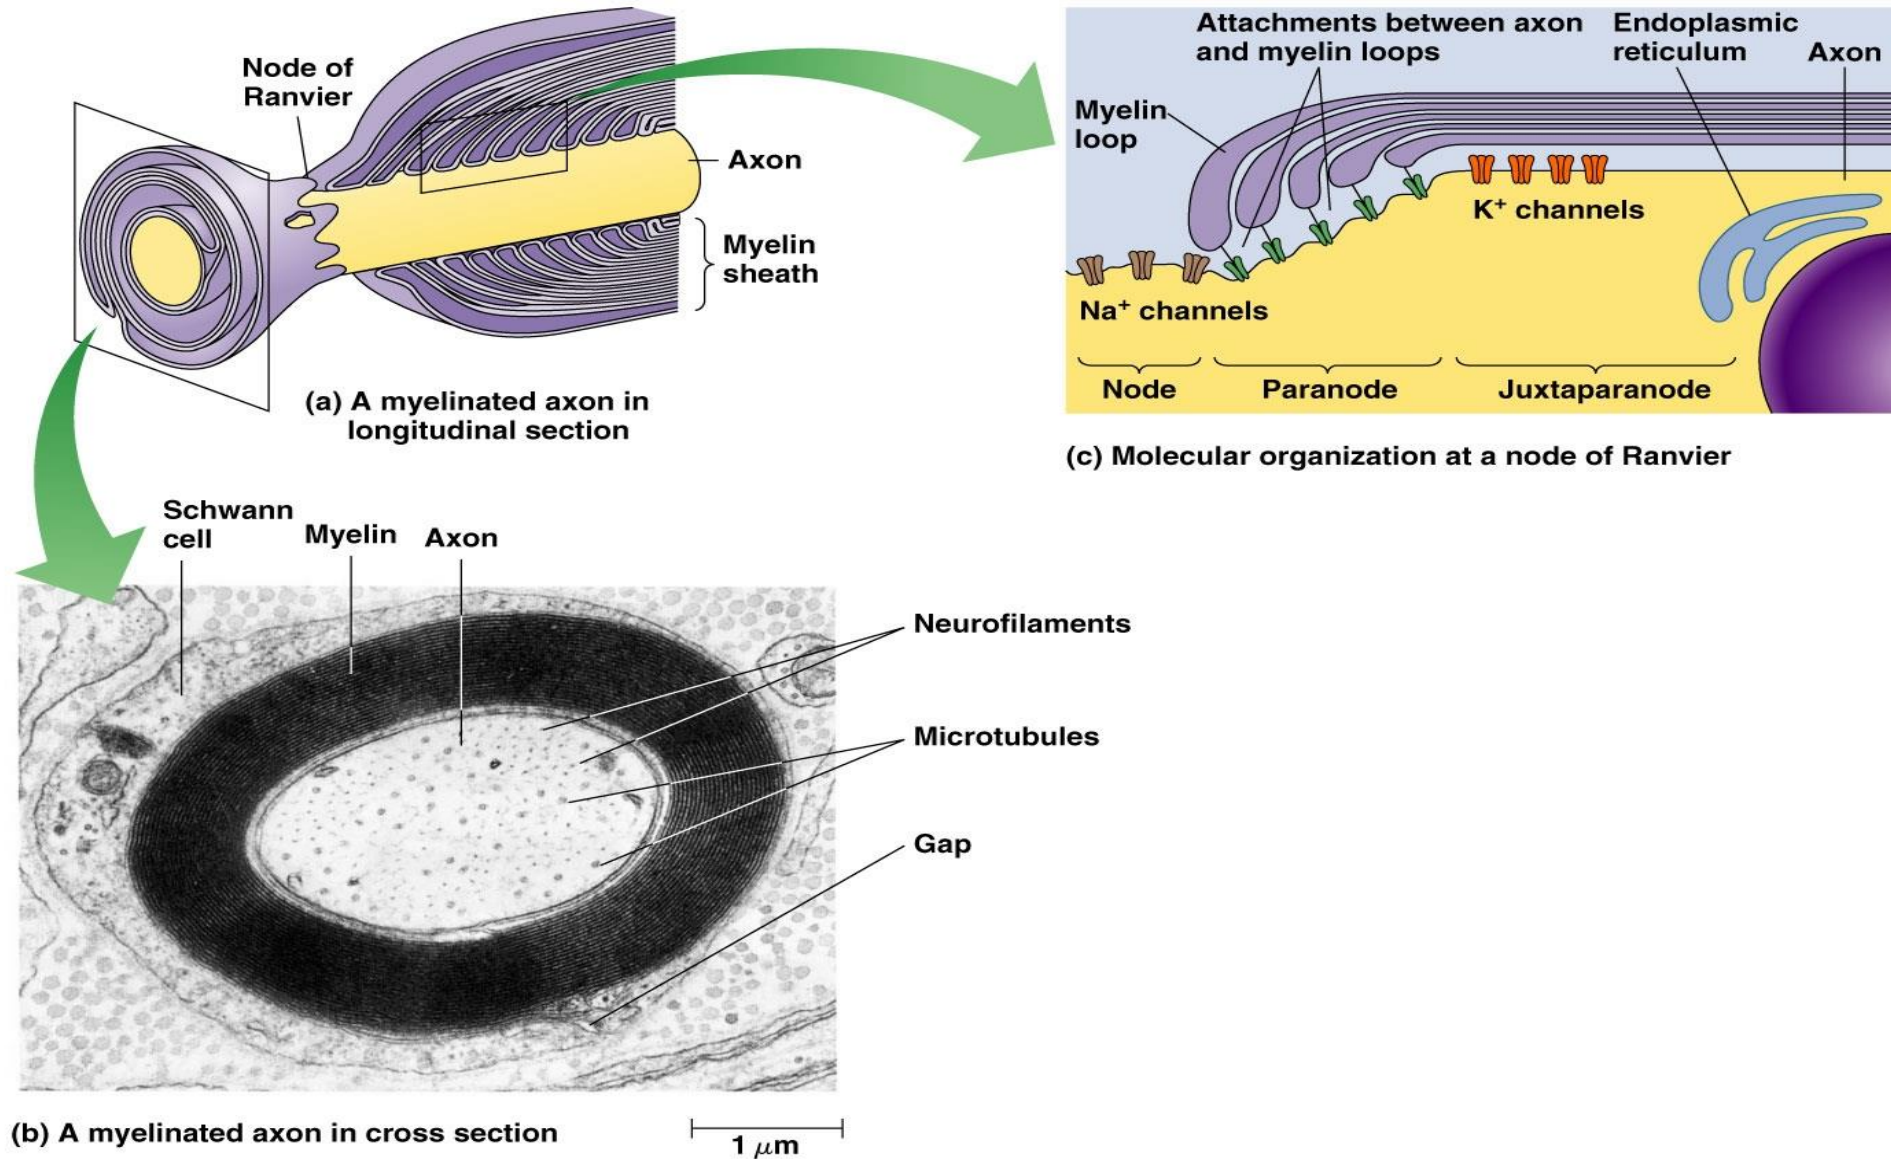 Node of
Ranvier
Axon
Myelin
sheath
(a) A myelinated axon in
longitudinal section
Attachments between axon
and myelin loops
Endoplasmic
reticulum
Axon
Myelin
loop
K⁺ channels
Na⁺ channels
Node
Paranode
Juxtaparanode
(c) Molecular organization at a node of Ranvier
Schwann
cell
Myelin
Axon
Neurofilaments
Microtubules
Gap
(b) A myelinated axon in cross section
1 μm